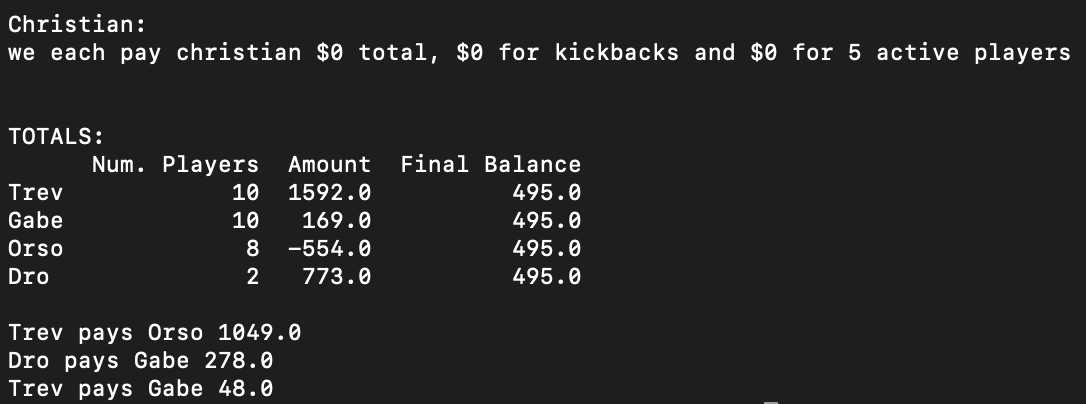 Christian:
we each pay christian $0 total, $0 for kickbacks and $0 for 5 active players
TOTALS:
Num. Players Amount Final Balance
Trev 10 1592.0 495.0
Gabe 10 169.0 495.0
Orso 8 −554.0 495.0
Dro 2 773.0 495.0
Trev pays Orso 1049.0
Dro pays Gabe 278.0
Trev pays Gabe 48.0